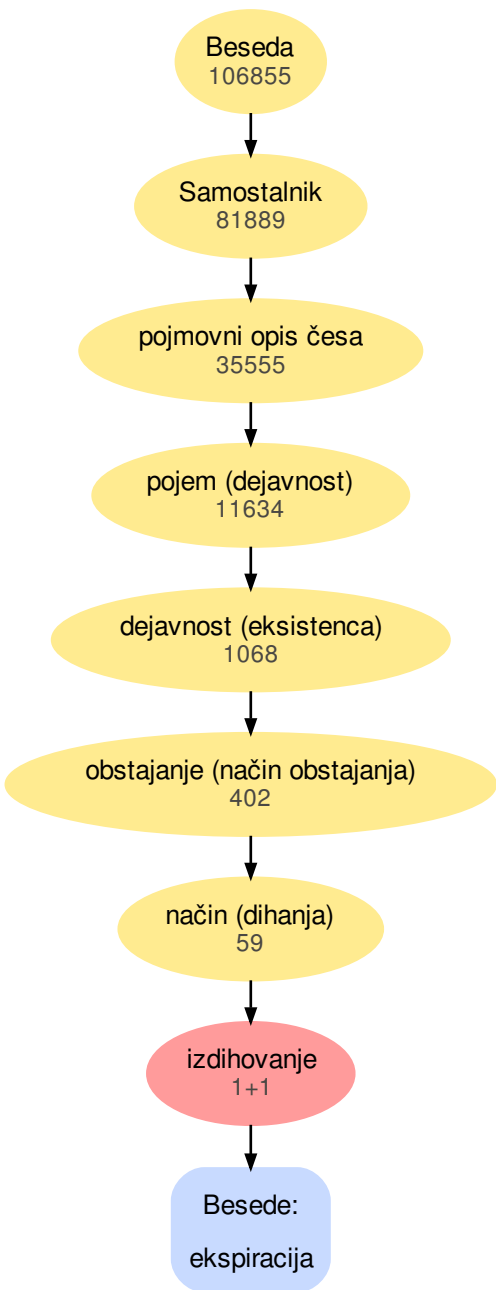 Beseda
106855
Samostalnik
81889
pojmovni opis česa
35555
pojem (dejavnost)
11634
dejavnost (eksistenca)
1068
obstajanje (način obstajanja)
402
način (dihanja)
59
izdihovanje
1+1
Besede:
ekspiracija